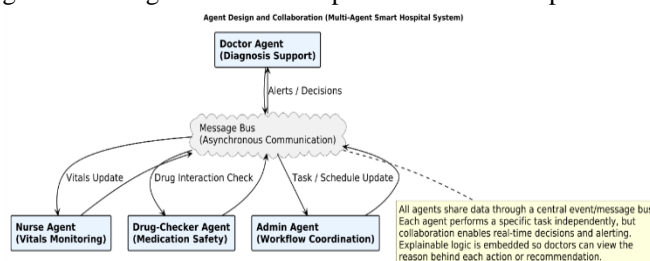 Agent Design and Collaboration (Multi-Agent Smart Hospital System)
Doctor Agent
(Diagnosis Support)
Alerts / Decisions
Message Bus
(Asynchronous Communication)
Vitals Update
Drug Interaction Check
Task / Schedule Update
Nurse Agent
(Vitals Monitoring)
Drug-Checker Agent
(Medication Safety)
Admin Agent
(Workflow Coordination)
All agents share data through a central event/message bus
Each agent performs a specific task independently, but
collaboration enables real-time decisions and alerting.
Explainable logic is embedded so doctors can view the
reason behind each action or recommendation.